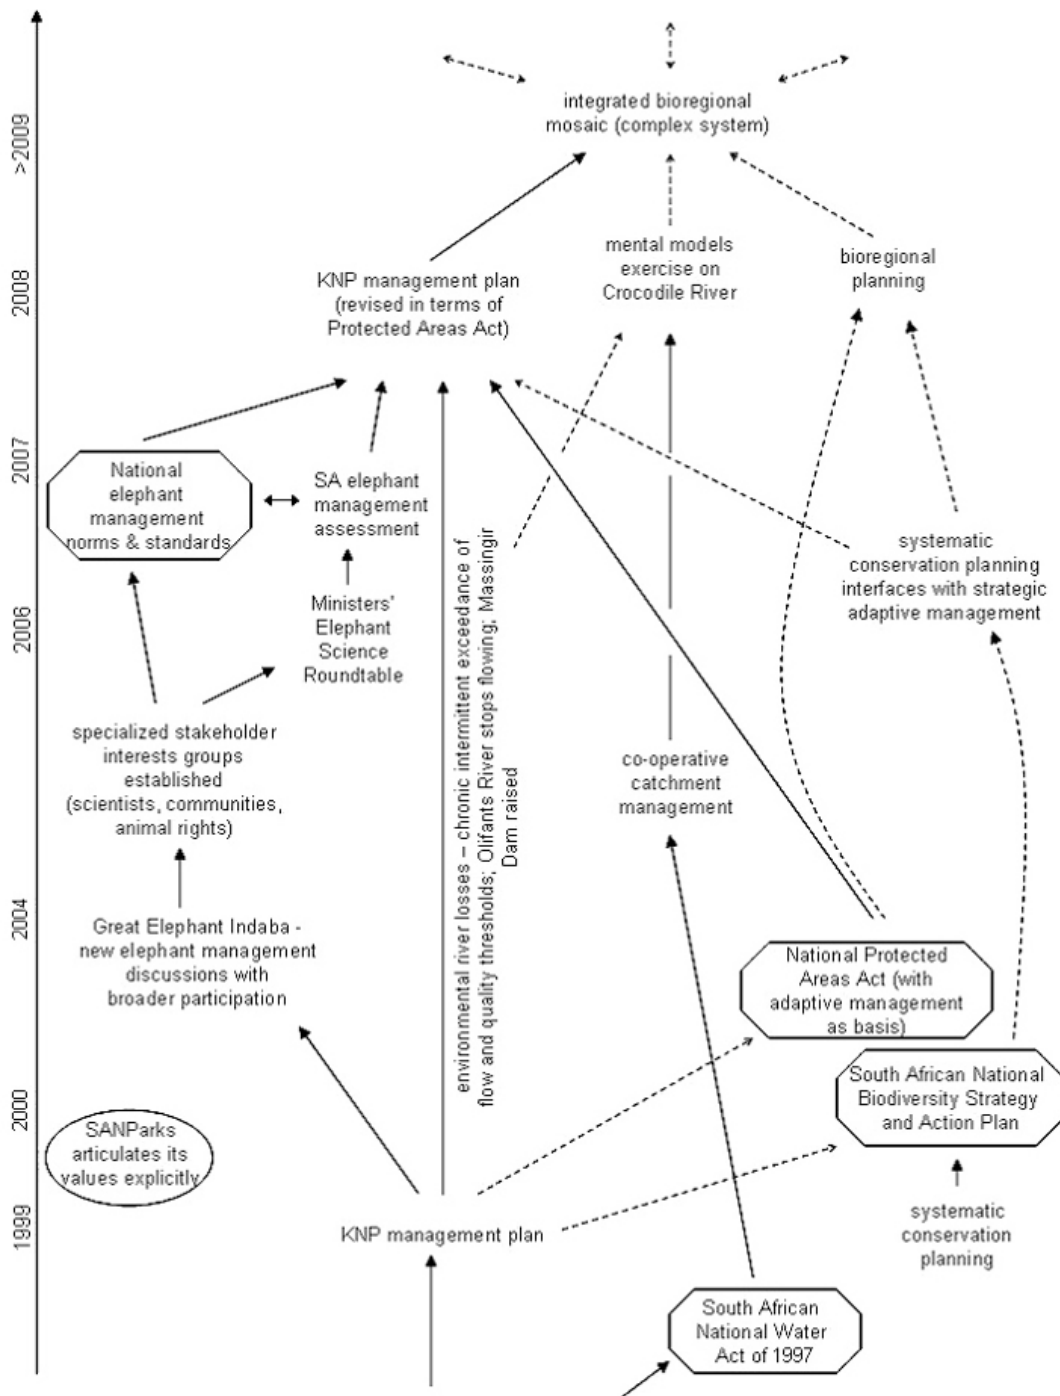 >2009
2008
2007
2006
2004
2000
1999
integrated bioregional
mosaic (complex system)
mental models
exercise on
Crocodile River
bioregional
planning
KNP management plan
(revised in terms of
Protected Areas Act)
National
elephant
management
norms & standards
SA elephant
management
assessment
systematic
conservation planning
interfaces with strategic
adaptive management
Ministers'
Elephant
Science
Roundtable
specialized stakeholder
interests groups
established
(scientists, communities,
animal rights)
environmental river losses – chronic intermittent exceedance of
flow and quality thresholds; Olifants River stops flowing; Massingir
Dam raised
co-operative
catchment
management
Great Elephant Indaba -
new elephant management
discussions with
broader participation
National Protected
Areas Act (with
adaptive management
as basis)
South African National
Biodiversity Strategy
and Action Plan
SANParks
articulates its
values explicitly
KNP management plan
systematic
conservation
planning
South African
National Water
Act of 1997